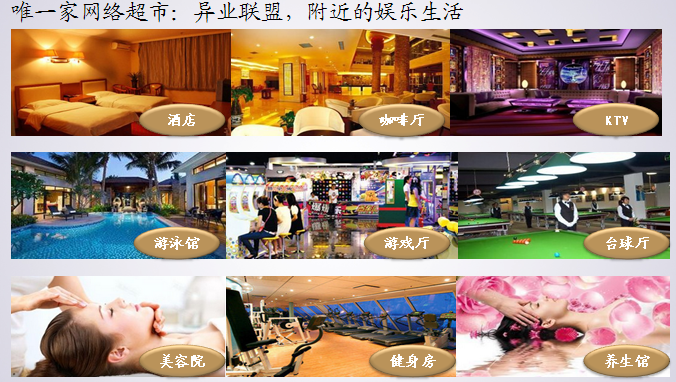 唯一家网络超市：异业联盟，附近的娱乐生活
酒店
咖啡厅
KTV
游泳馆
游戏厅
台球厅
美容院
健身房
养生馆